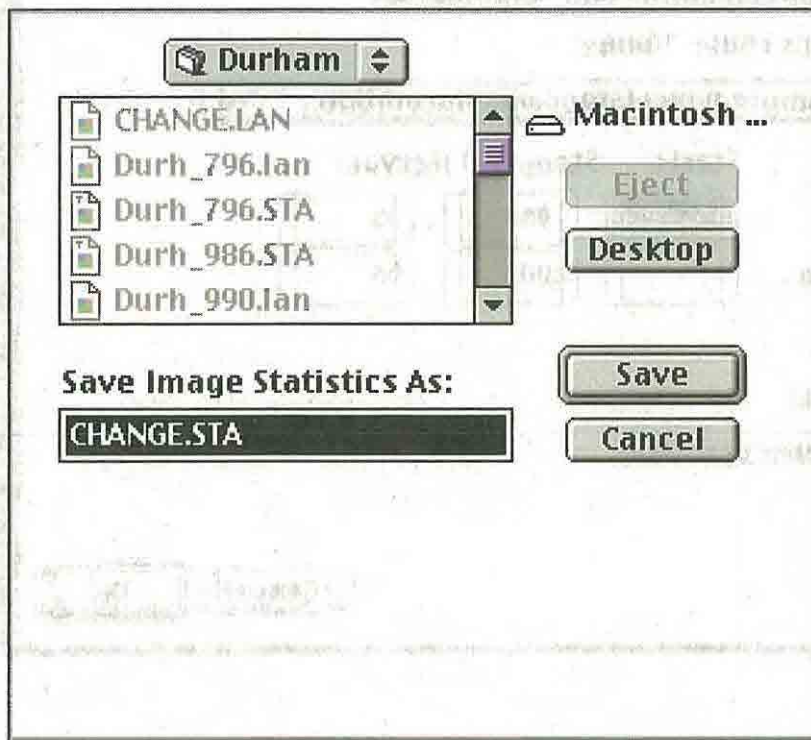 Durham
CHANGE.LAN
Durh_796.lan
Durh_796.STA
Durh_986.STA
Durh_990.lan
Macintosh ...
Eject
Desktop
Save Image Statistics As:
CHANGE.STA
Save
Cancel